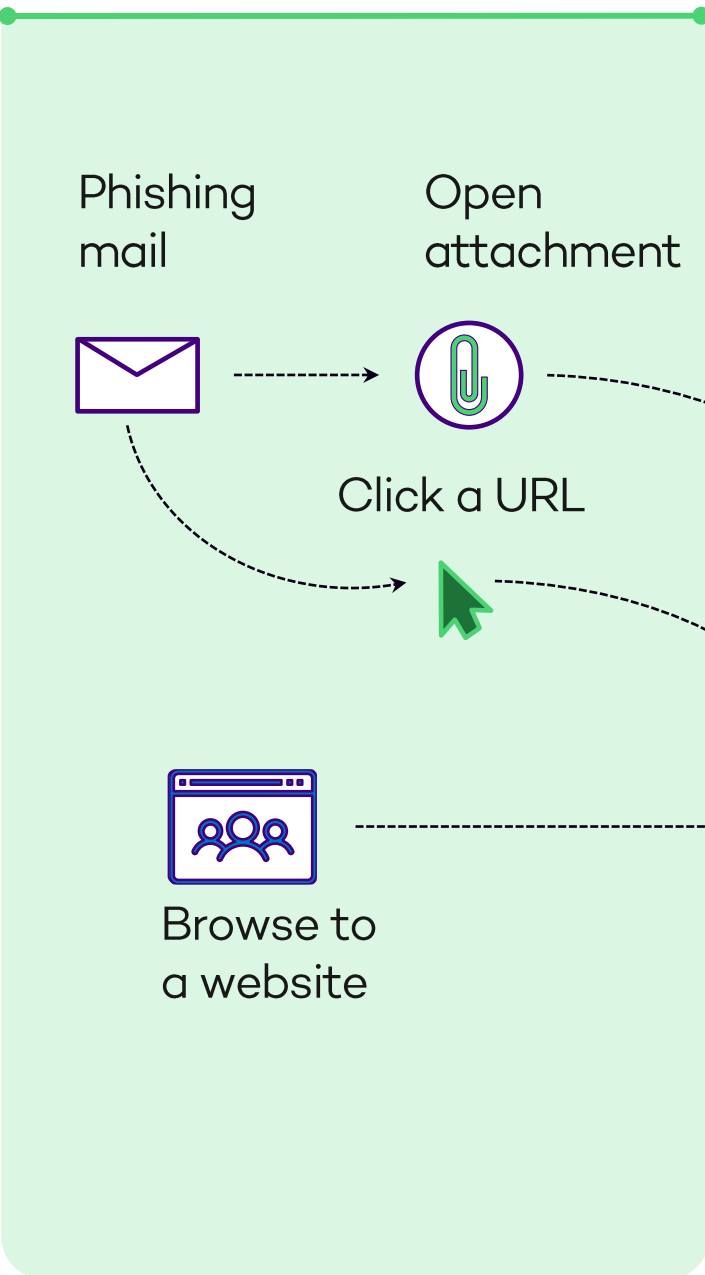 Phishing
mail
Open
attachment
Click a URL
Browse to
a website